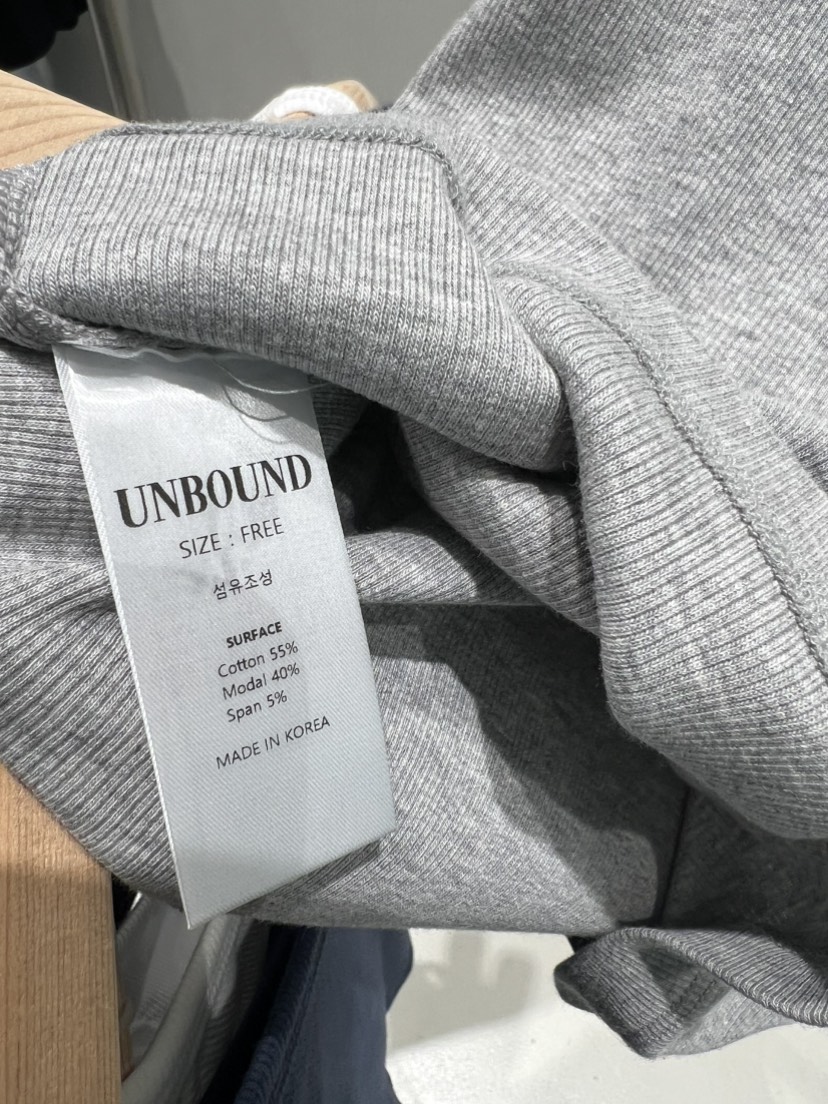 UNBOUND
SIZE : FREE
섬유조성
SURFACE
Cotton 55%
Modal 40%
Span 5%
MADE IN KOREA